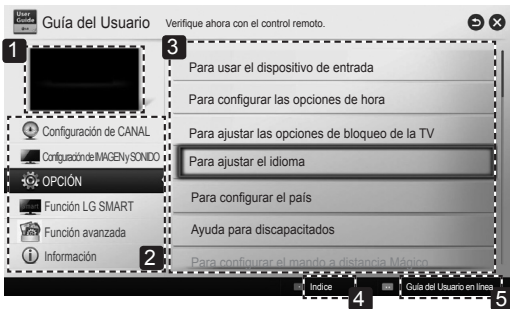 User
Guide
Guía del Usuario
Verifique ahora con el control remoto.
1
3
Para usar el dispositivo de entrada
Para configurar las opciones de hora
Configuración de CANAL
Para ajustar las opciones de bloqueo de la TV
Configuración de IMAGEN y SONIDO
Para ajustar el idioma
OPCIÓN
Función LG SMART
Para configurar el país
Función avanzada
Ayuda para discapacitados
Información
2
Para configurar el mando a distancia Mágico
Indice
Guía del Usuario en línea
4
5